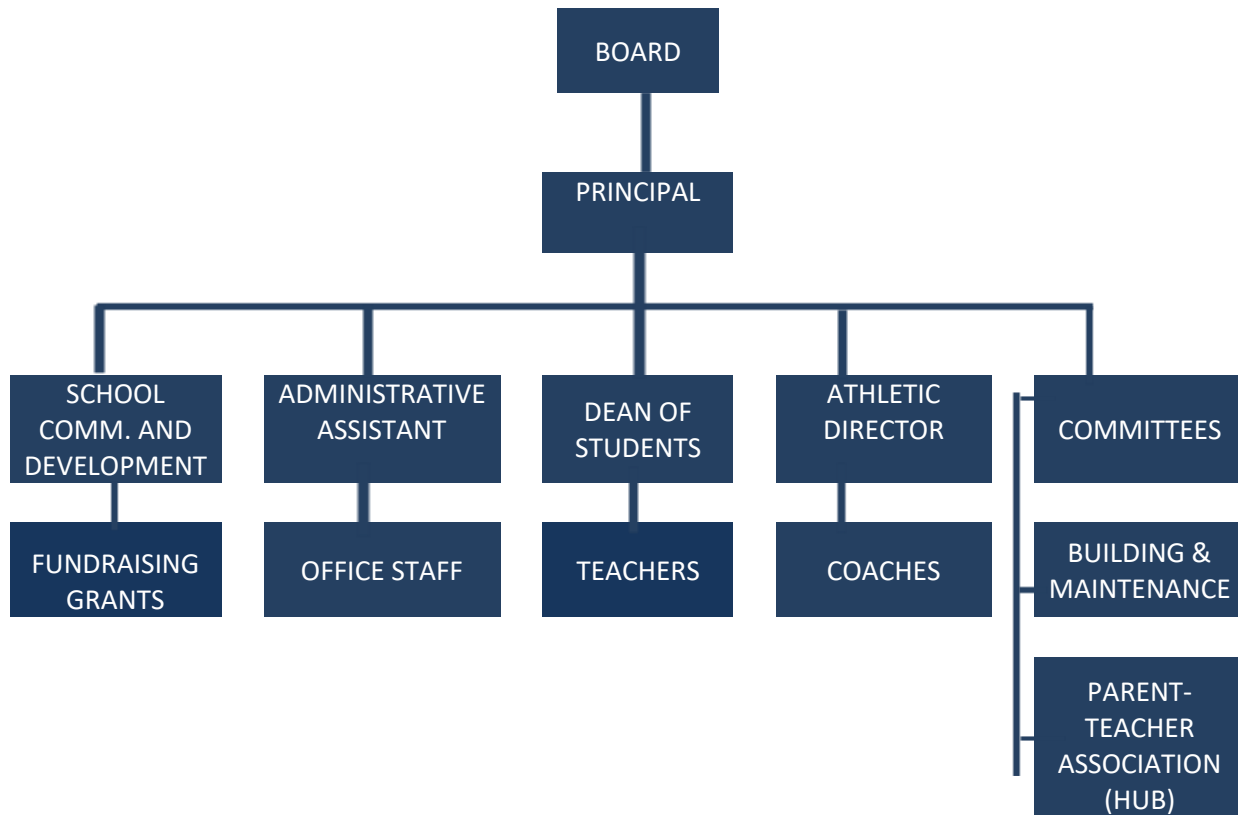 BOARD
PRINCIPAL
SCHOOL
COMM. AND
DEVELOPMENT
ADMINISTRATIVE
ASSISTANT
DEAN OF
STUDENTS
ATHLETIC
DIRECTOR
COMMITTEES
FUNDRAISING
GRANTS
OFFICE STAFF
TEACHERS
COACHES
BUILDING &
MAINTENANCE
PARENT-
TEACHER
ASSOCIATION
(HUB)